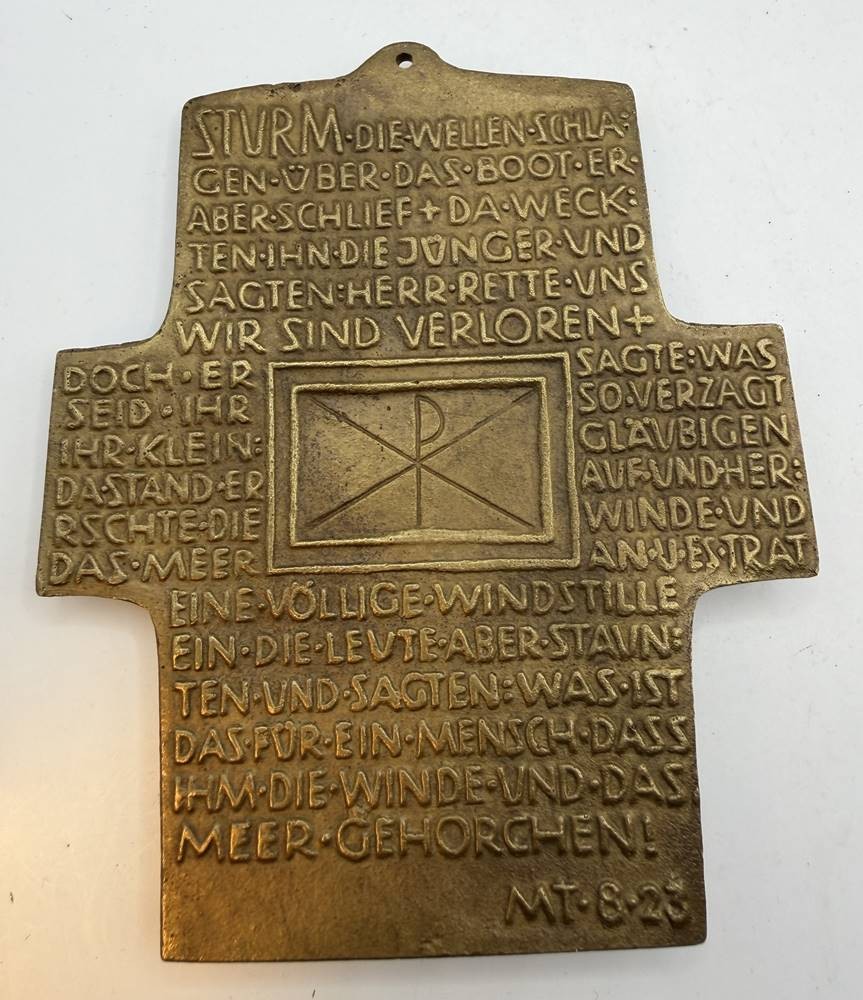 STURM·DIE·WELLEN·SCHLA:
GEN·ÜBER·DAS·BOOT·ER·
ABER·SCHLIEF+DA·WECK:
TEN·IHN·DIE JÜNGER·UND
SAGTEN:HERR·RETTE·UNS
WIR SIND VERLOREN+
DOCH·ER SAGTE:WAS
SEID·IHR SO·VERZAGT
IHR·KLEIN: GLÄUBIGEN
DA·STAND·ER AUF·UND·HER:
RSCHTE·DIE WINDE·UND
DAS·MEER AN·U·ES·TRAT
EINE·VÖLLIGE·WINDSTILLE
EIN·DIE·LEUTE·ABER·STAUN:
TEN·UND·SAGTEN:WAS·IST
DAS·FÜR·EIN·MENSCH·DASS
IHM·DIE·WINDE·UND·DAS
MEER·GEHORCHEN!
MT·8·23